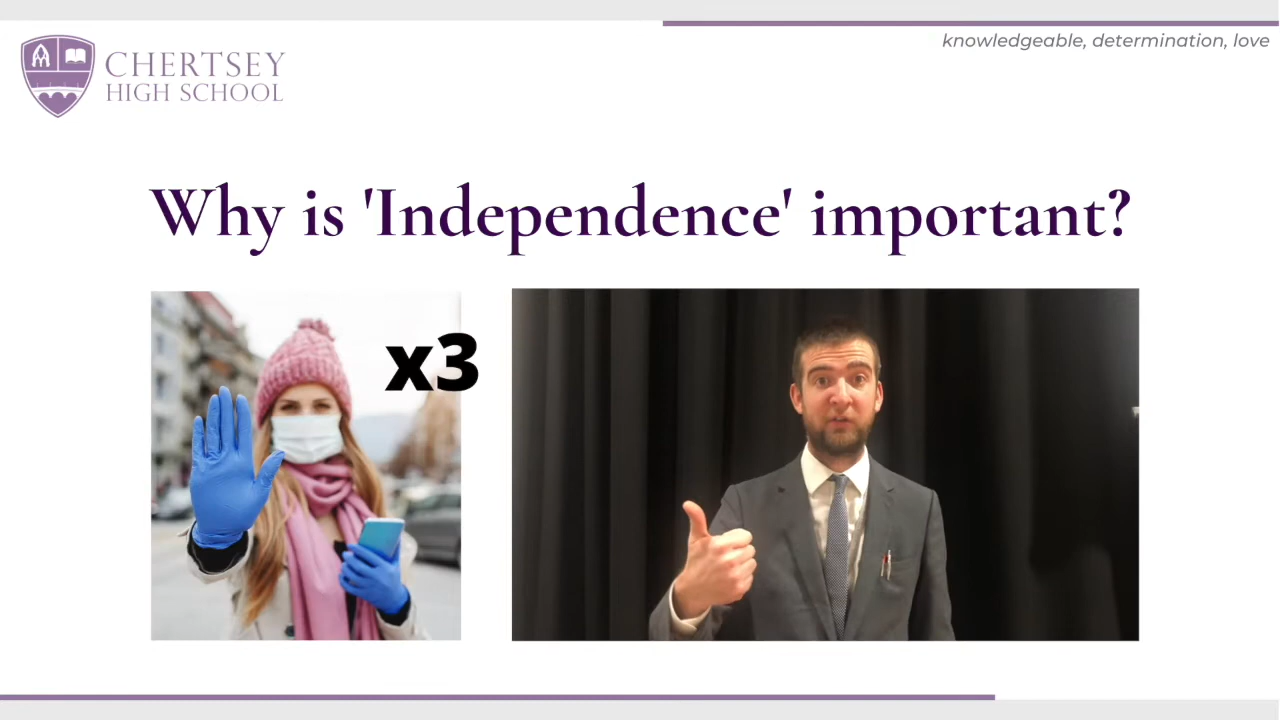 CHERTSEY
HIGH SCHOOL
knowledgeable, determination, love
Why is 'Independence' important?
x3